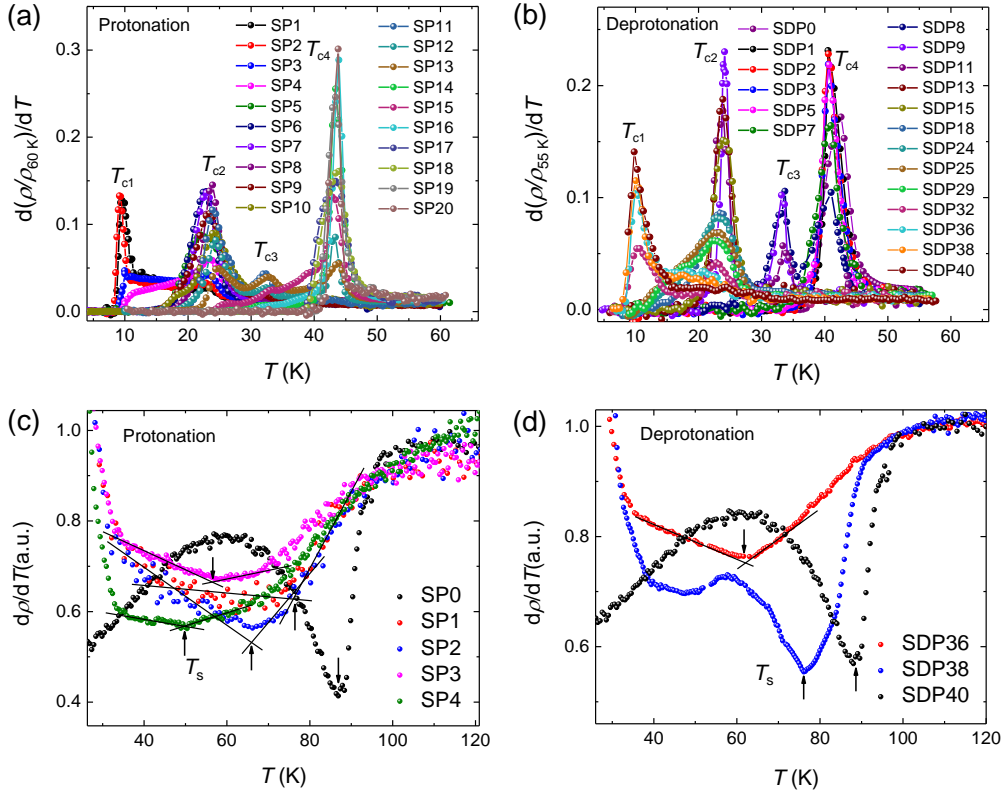 (a)
Protonation
SP1
SP2
SP3
SP4
SP5
SP6
SP7
SP8
SP9
SP10
SP11
SP12
SP13
SP14
SP15
SP16
SP17
SP18
SP19
SP20
Tc1
Tc2
Tc3
Tc4
d(ρ/ρ60 K)/dT
0.3
0.2
0.1
0.0
10 20 30 40 50 60
T (K)
(b)
Deprotonation
SDP0
SDP1
SDP2
SDP3
SDP5
SDP7
SDP8
SDP9
SDP11
SDP13
SDP15
SDP18
SDP24
SDP25
SDP29
SDP32
SDP36
SDP38
SDP40
Tc1
Tc2
Tc3
Tc4
d(ρ/ρ55 K)/dT
0.2
0.1
0.0
10 20 30 40 50 60
T (K)
(c)
Protonation
SP0
SP1
SP2
SP3
SP4
Ts
dρ/dT(a.u.)
1.0
0.8
0.6
0.4
40 60 80 100 120
T (K)
(d)
Deprotonation
SDP36
SDP38
SDP40
Ts
dρ/dT(a.u.)
1.0
0.8
0.6
40 60 80 100 120
T (K)